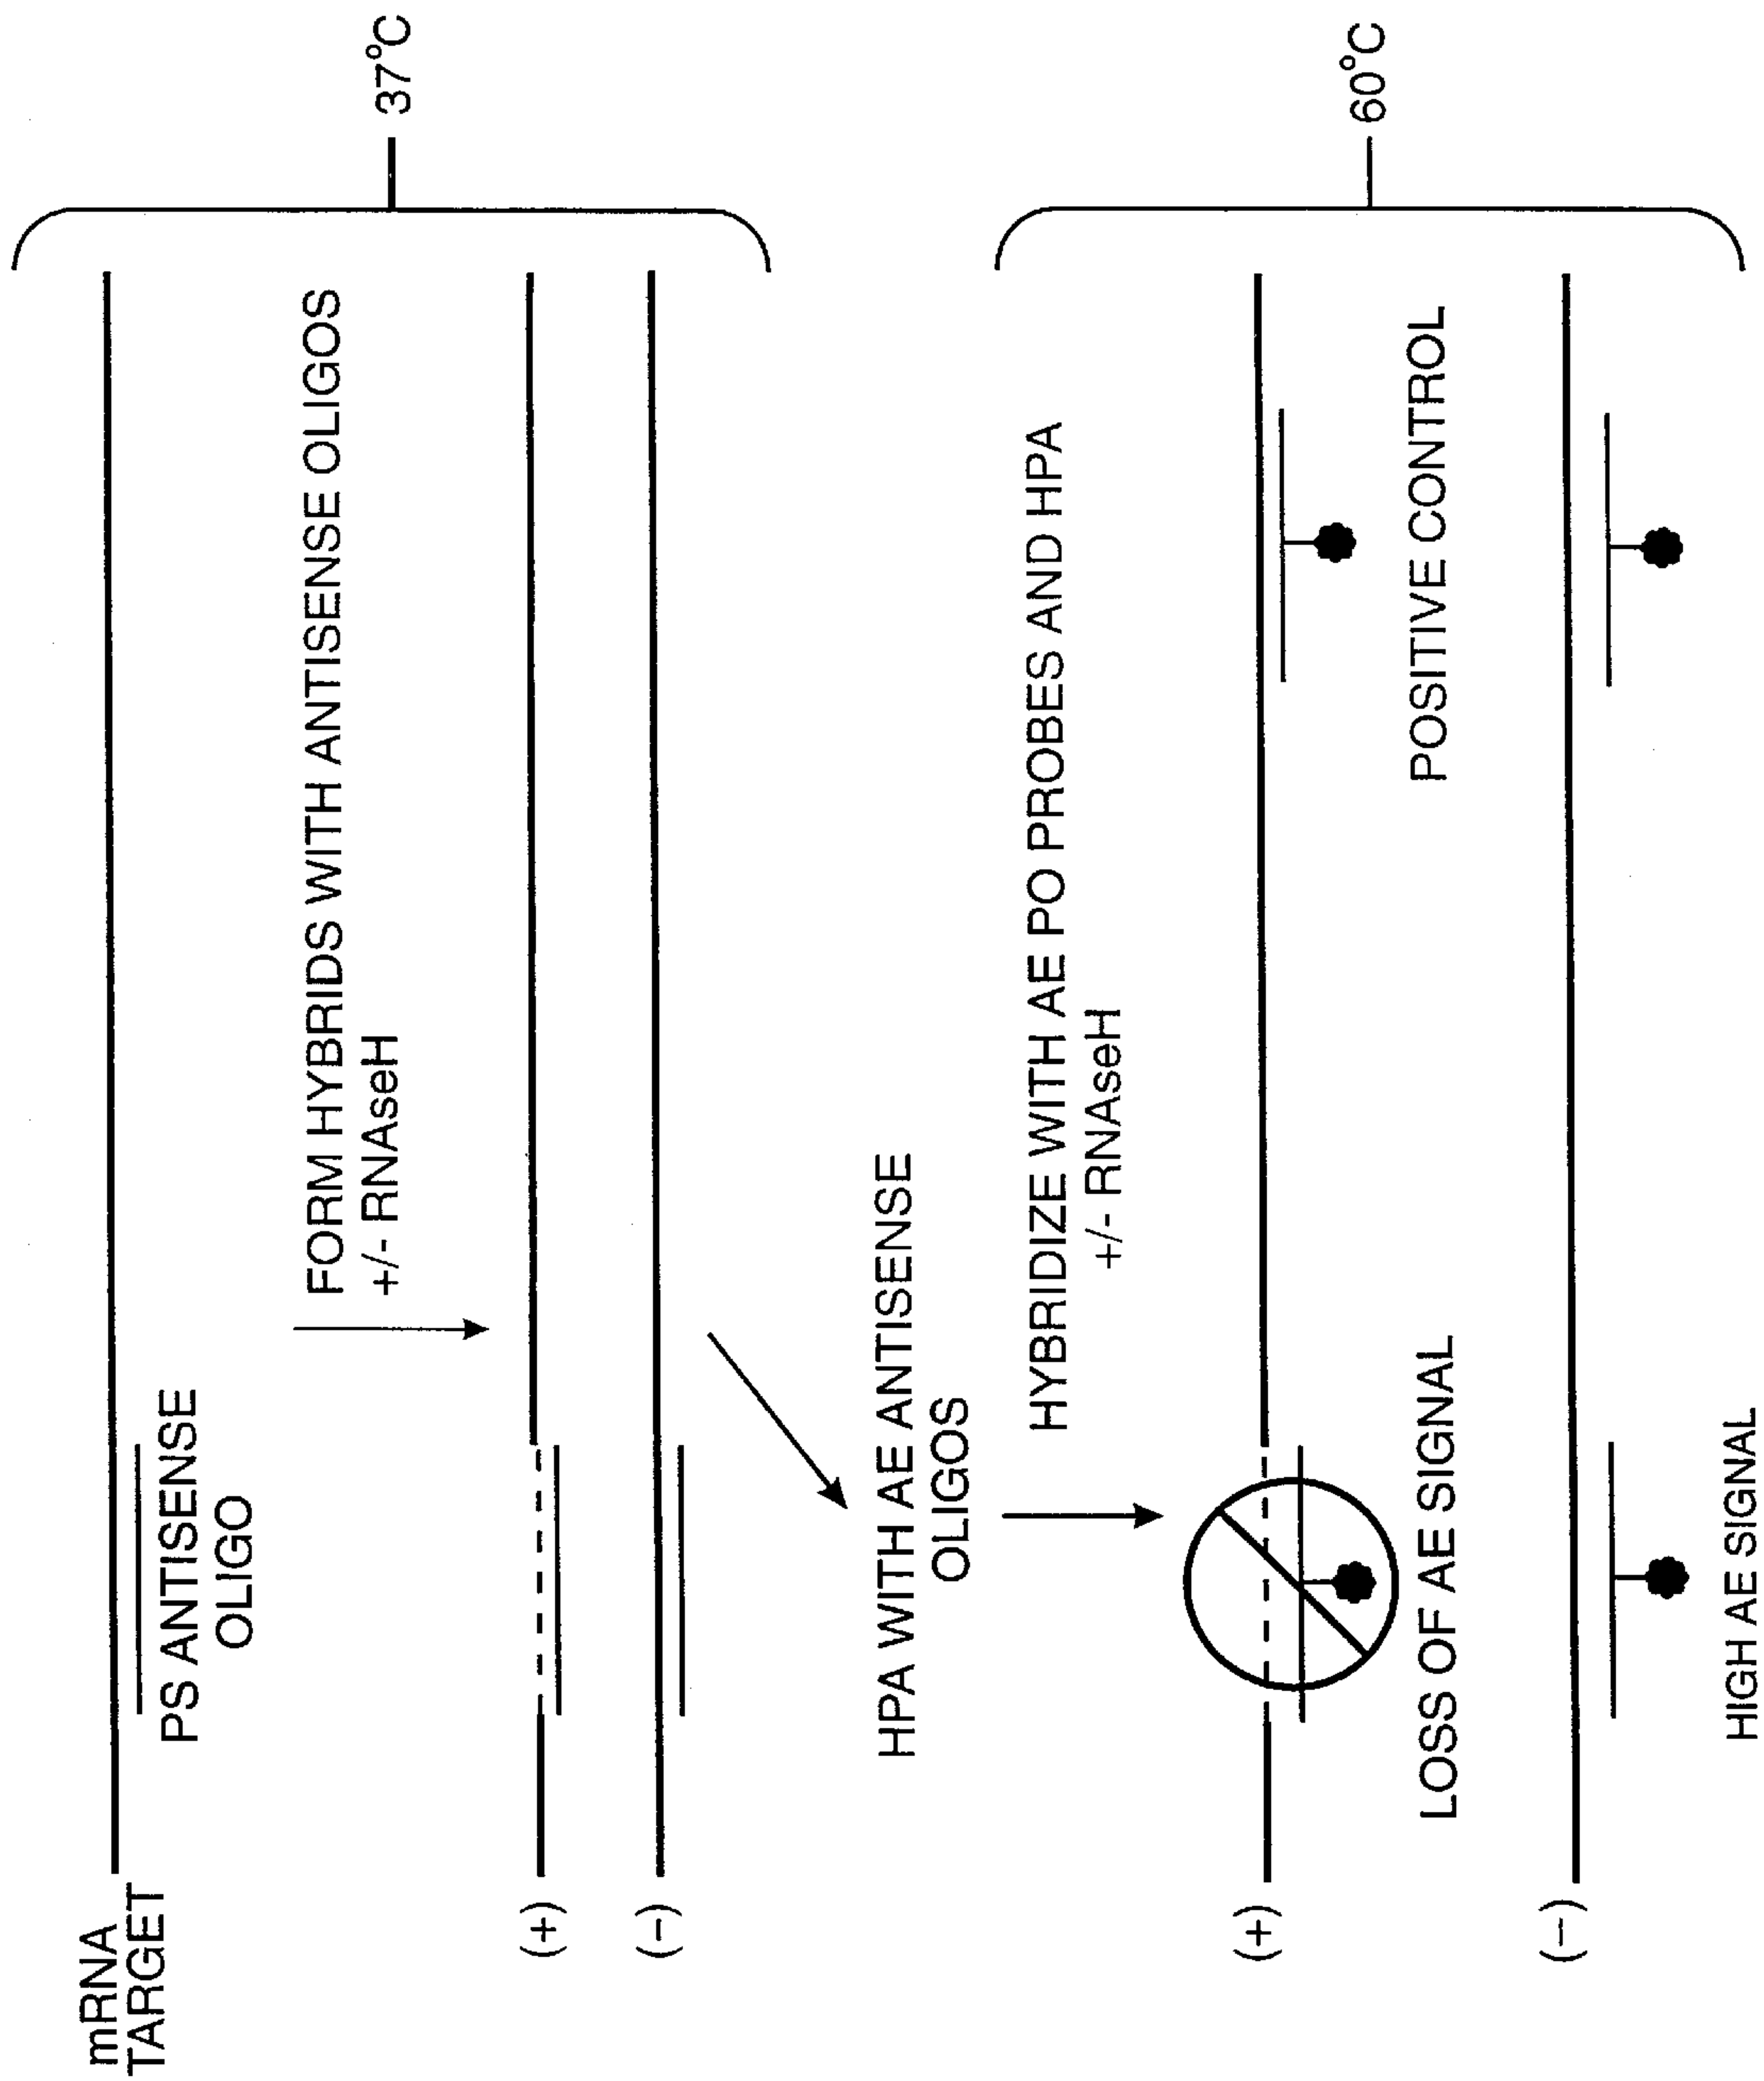 mRNA
TARGET
PS ANTISENSE
OLIGO
FORM HYBRIDS WITH ANTISENSE OLIGOS
+/- RNAseH
(+)
(-)
37°C
HPA WITH AE ANTISENSE
OLIGOS
HYBRIDIZE WITH AE PO PROBES AND HPA
+/- RNAseH
(+)
LOSS OF AE SIGNAL
POSITIVE CONTROL
(-)
HIGH AE SIGNAL
60°C